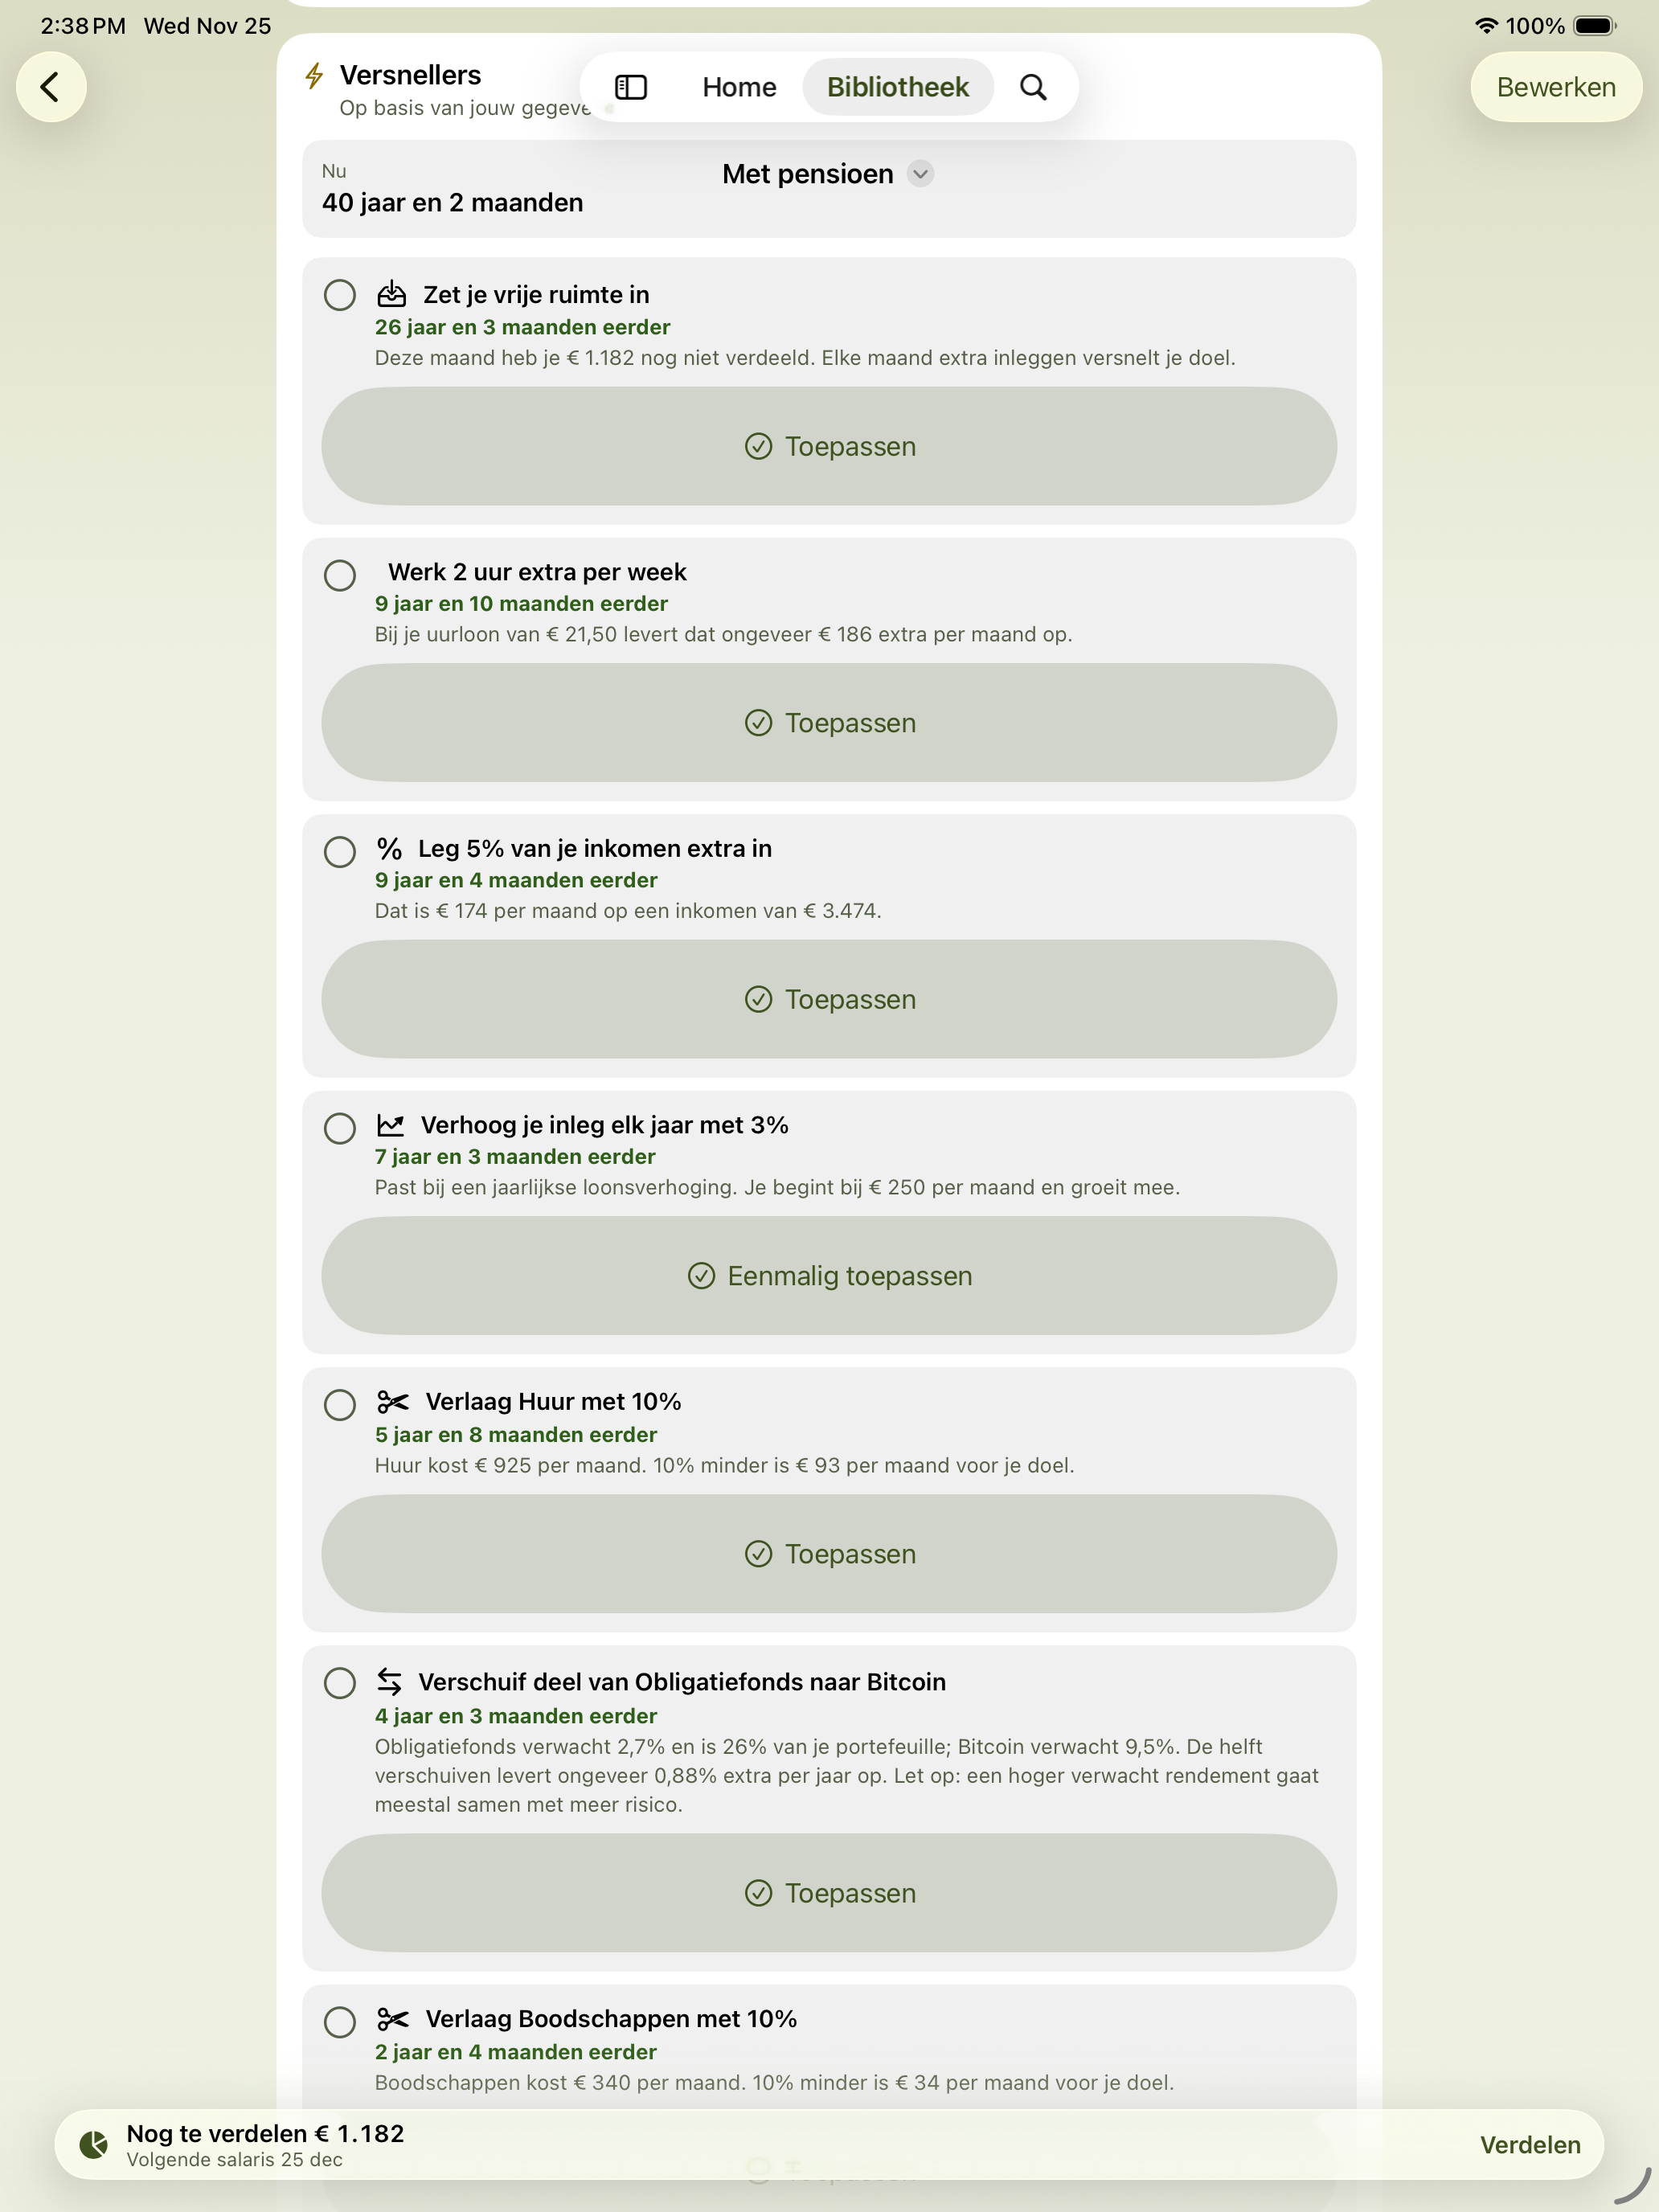 2:38 PM Wed Nov 25
100%
Versnellers
Op basis van jouw
Home
Bibliotheek
Bewerken
Nu
40 jaar en 2 maanden
Met pensioen
Zet je vrije ruimte in
26 jaar en 3 maanden eerder
Deze maand heb je € 1.182 nog niet verdeeld. Elke maand extra inleggen versnelt je doel.
Toepassen
Werk 2 uur extra per week
9 jaar en 10 maanden eerder
Bij je uurloon van € 21,50 levert dat ongeveer € 186 extra per maand op.
Toepassen
% Leg 5% van je inkomen extra in
9 jaar en 4 maanden eerder
Dat is € 174 per maand op een inkomen van € 3.474.
Toepassen
Verhoog je inleg elk jaar met 3%
7 jaar en 3 maanden eerder
Past bij een jaarlijkse loonsverhoging. Je begint bij € 250 per maand en groeit mee.
Eenmalig toepassen
Verlaag Huur met 10%
5 jaar en 8 maanden eerder
Huur kost € 925 per maand. 10% minder is € 93 per maand voor je doel.
Toepassen
Verschuif deel van Obligatiefonds naar Bitcoin
4 jaar en 3 maanden eerder
Obligatiefonds verwacht 2,7% en is 26% van je portefeuille; Bitcoin verwacht 9,5%. De helft
verschuiven levert ongeveer 0,88% extra per jaar op. Let op: een hoger verwacht rendement gaat
meestal samen met meer risico.
Toepassen
Verlaag Boodschappen met 10%
2 jaar en 4 maanden eerder
Boodschappen kost € 340 per maand. 10% minder is € 34 per maand voor je doel.
Nog te verdelen € 1.182
Volgende salaris 25 dec
Verdelen